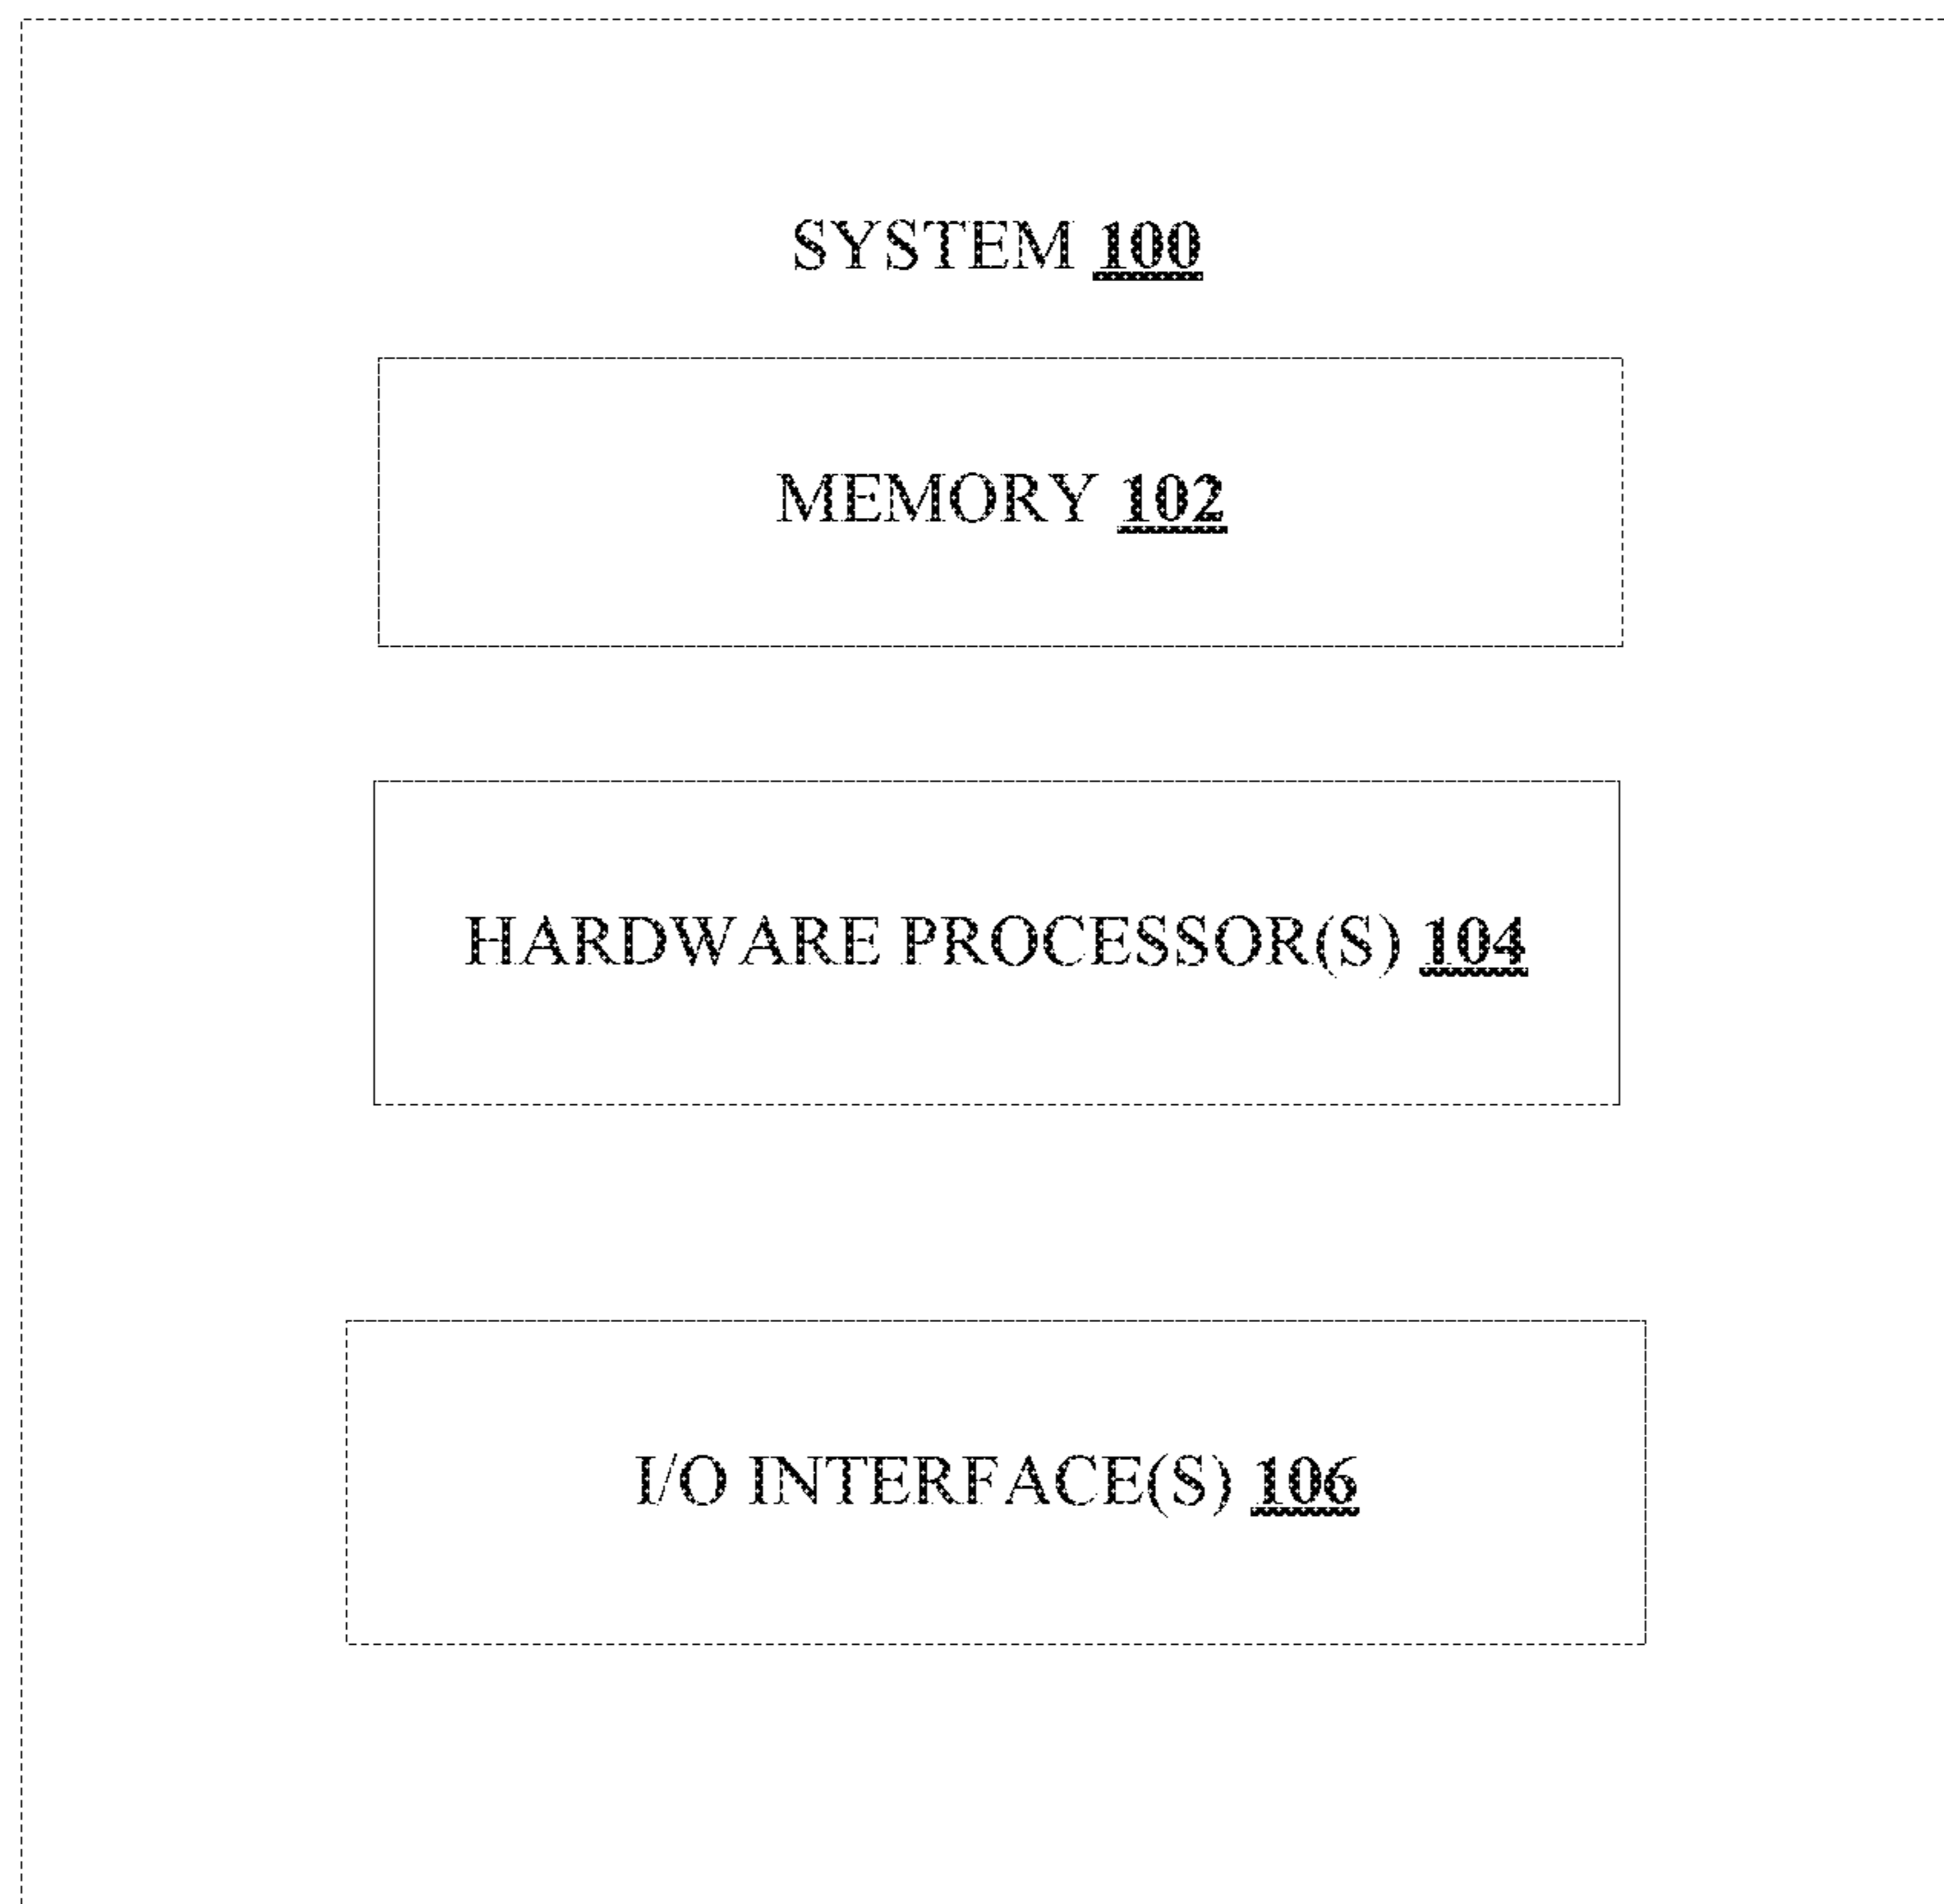 SYSTEM 100
MEMORY 102
HARDWARE PROCESSOR(S) 104
I/O INTERFACE(S) 106